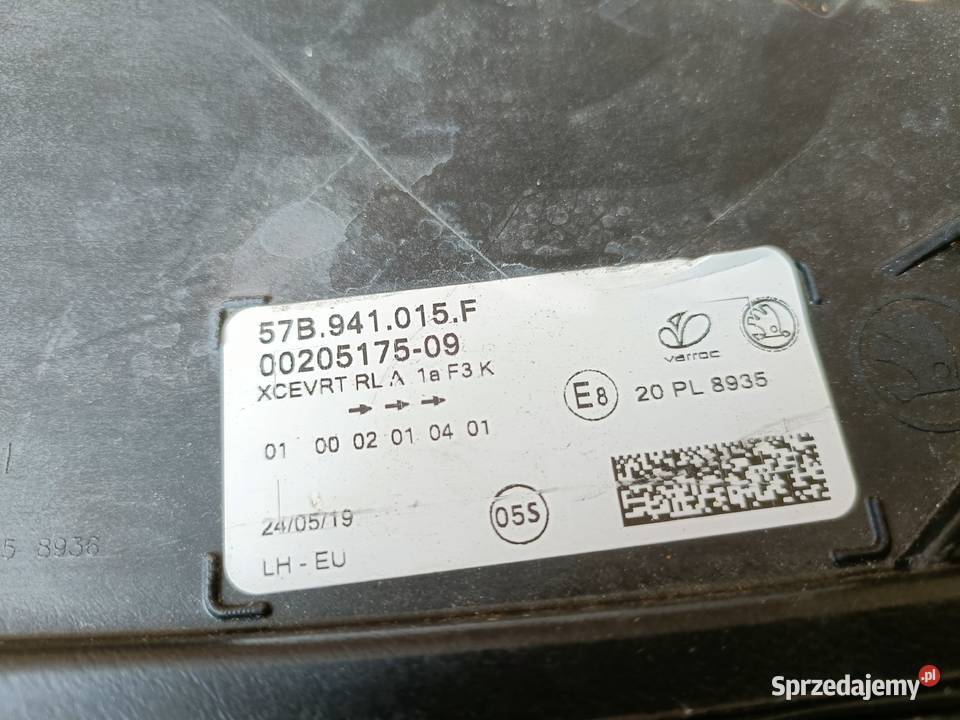 57B.941.015.F
00205175-09
XCEVRT RL A 1a F3 K
01 00 02 01 04 01
24/05/19
LH - EU
varroc
E8
20 PL 8935
05S
8936
Sprzedajemy.pl